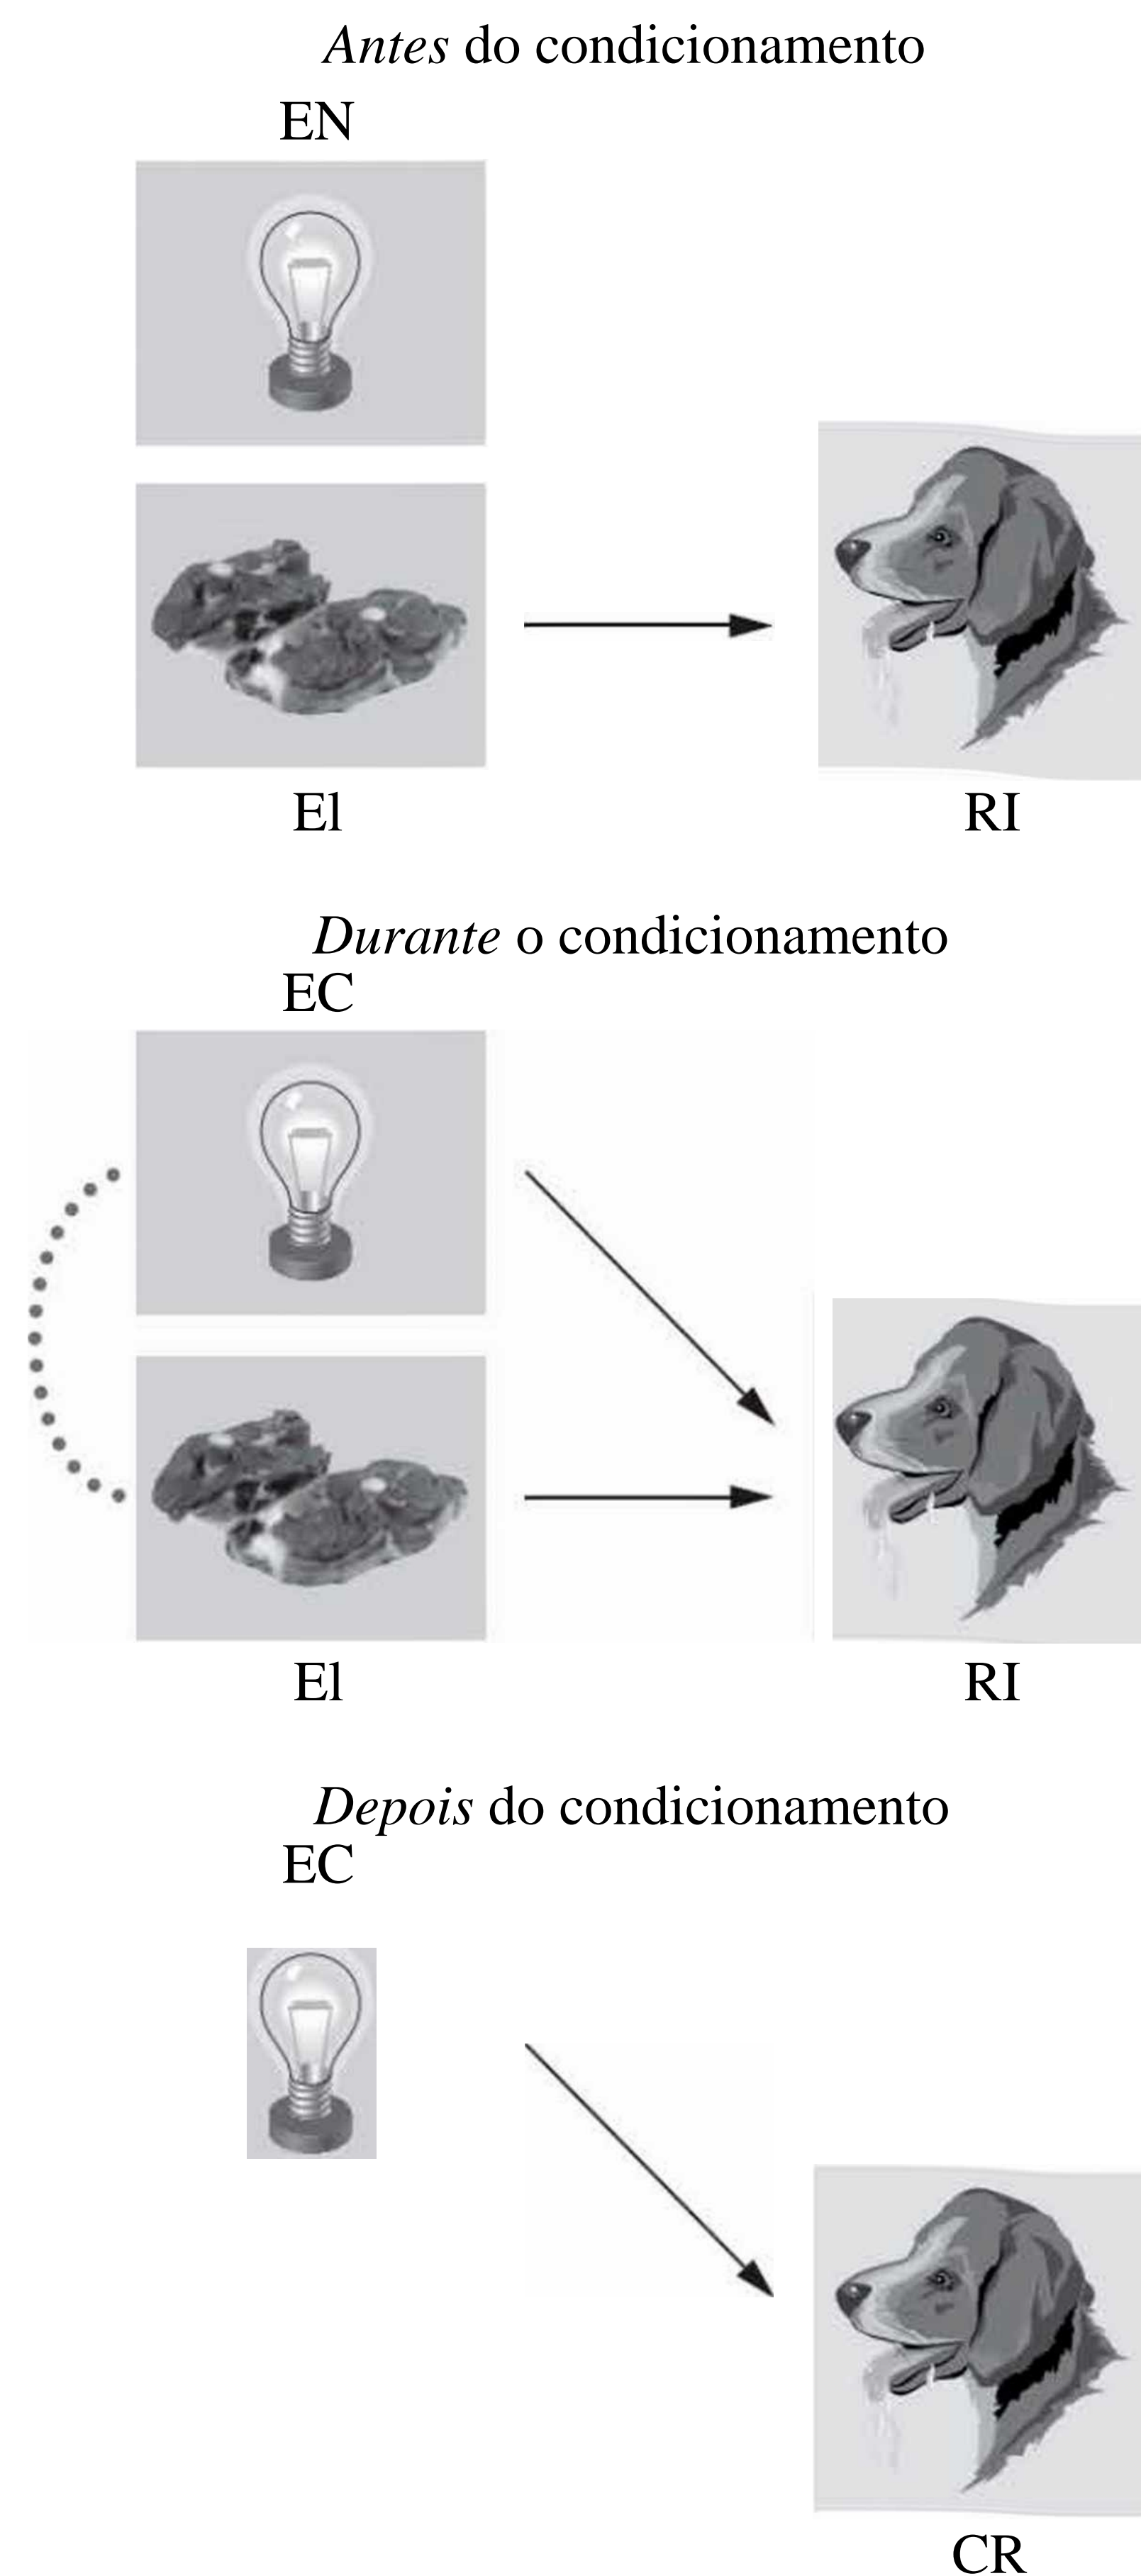 Antes do condicionamento
EN
El
RI
Durante o condicionamento
EC
El
RI
Depois do condicionamento
EC
CR